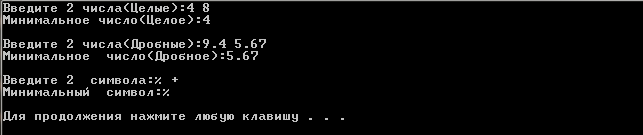 Введите 2 числа(Целые):4 8
Минимальное число(Целое):4
Введите 2 числа(Дробные):9.4 5.67
Минимальное  число(Дробное):5.67
Введите 2  символа:% +
Минимальный  символ:%
Для продолжения нажмите любую клавишу . . .